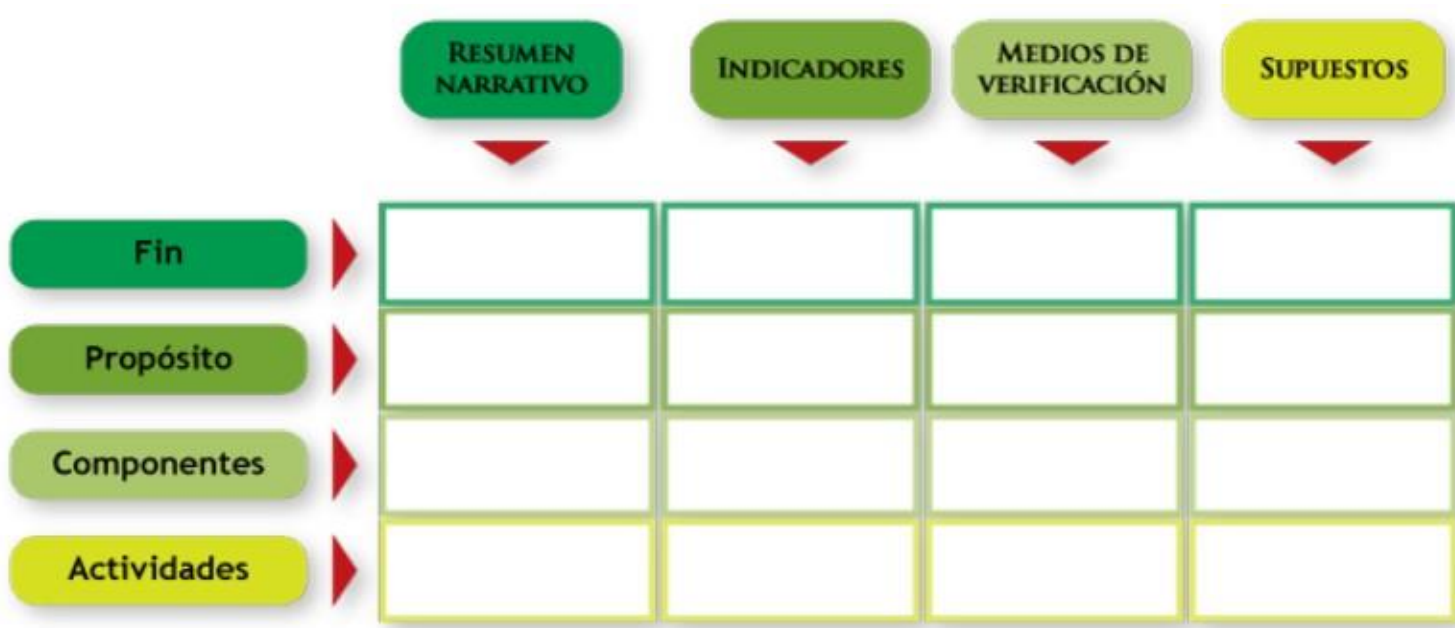 RESUMEN
NARRATIVO
INDICADORES
MEDIOS DE
VERIFICACIÓN
SUPUESTOS
Fin
Propósito
Componentes
Actividades